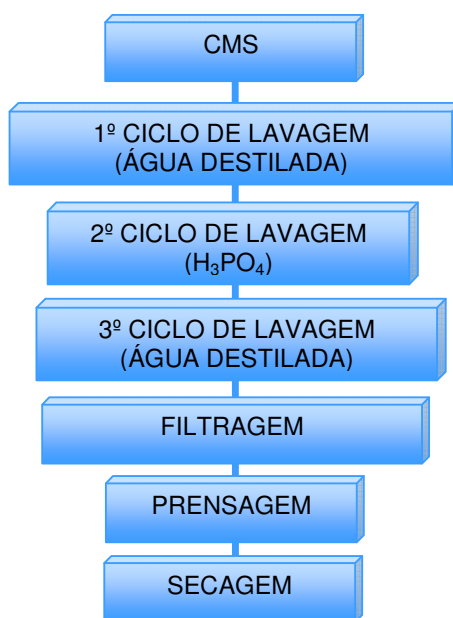 CMS
1º CICLO DE LAVAGEM
(ÁGUA DESTILADA)
2º CICLO DE LAVAGEM
(H₃PO₄)
3º CICLO DE LAVAGEM
(ÁGUA DESTILADA)
FILTRAGEM
PRENSAGEM
SECAGEM